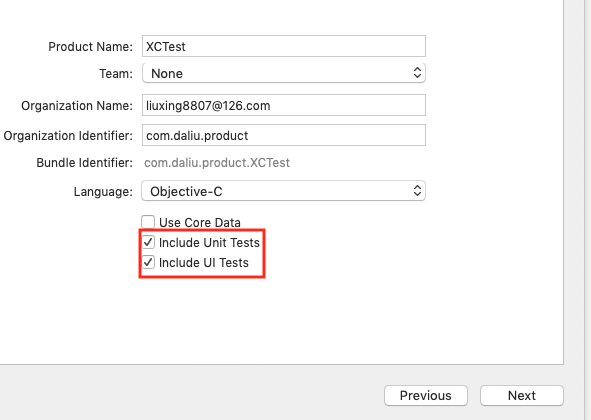 Product Name: XCTest
Team: None
Organization Name: liuxing8807@126.com
Organization Identifier: com.daliu.product
Bundle Identifier: com.daliu.product.XCTest
Language: Objective-C
Use Core Data
Include Unit Tests
Include UI Tests
Previous Next